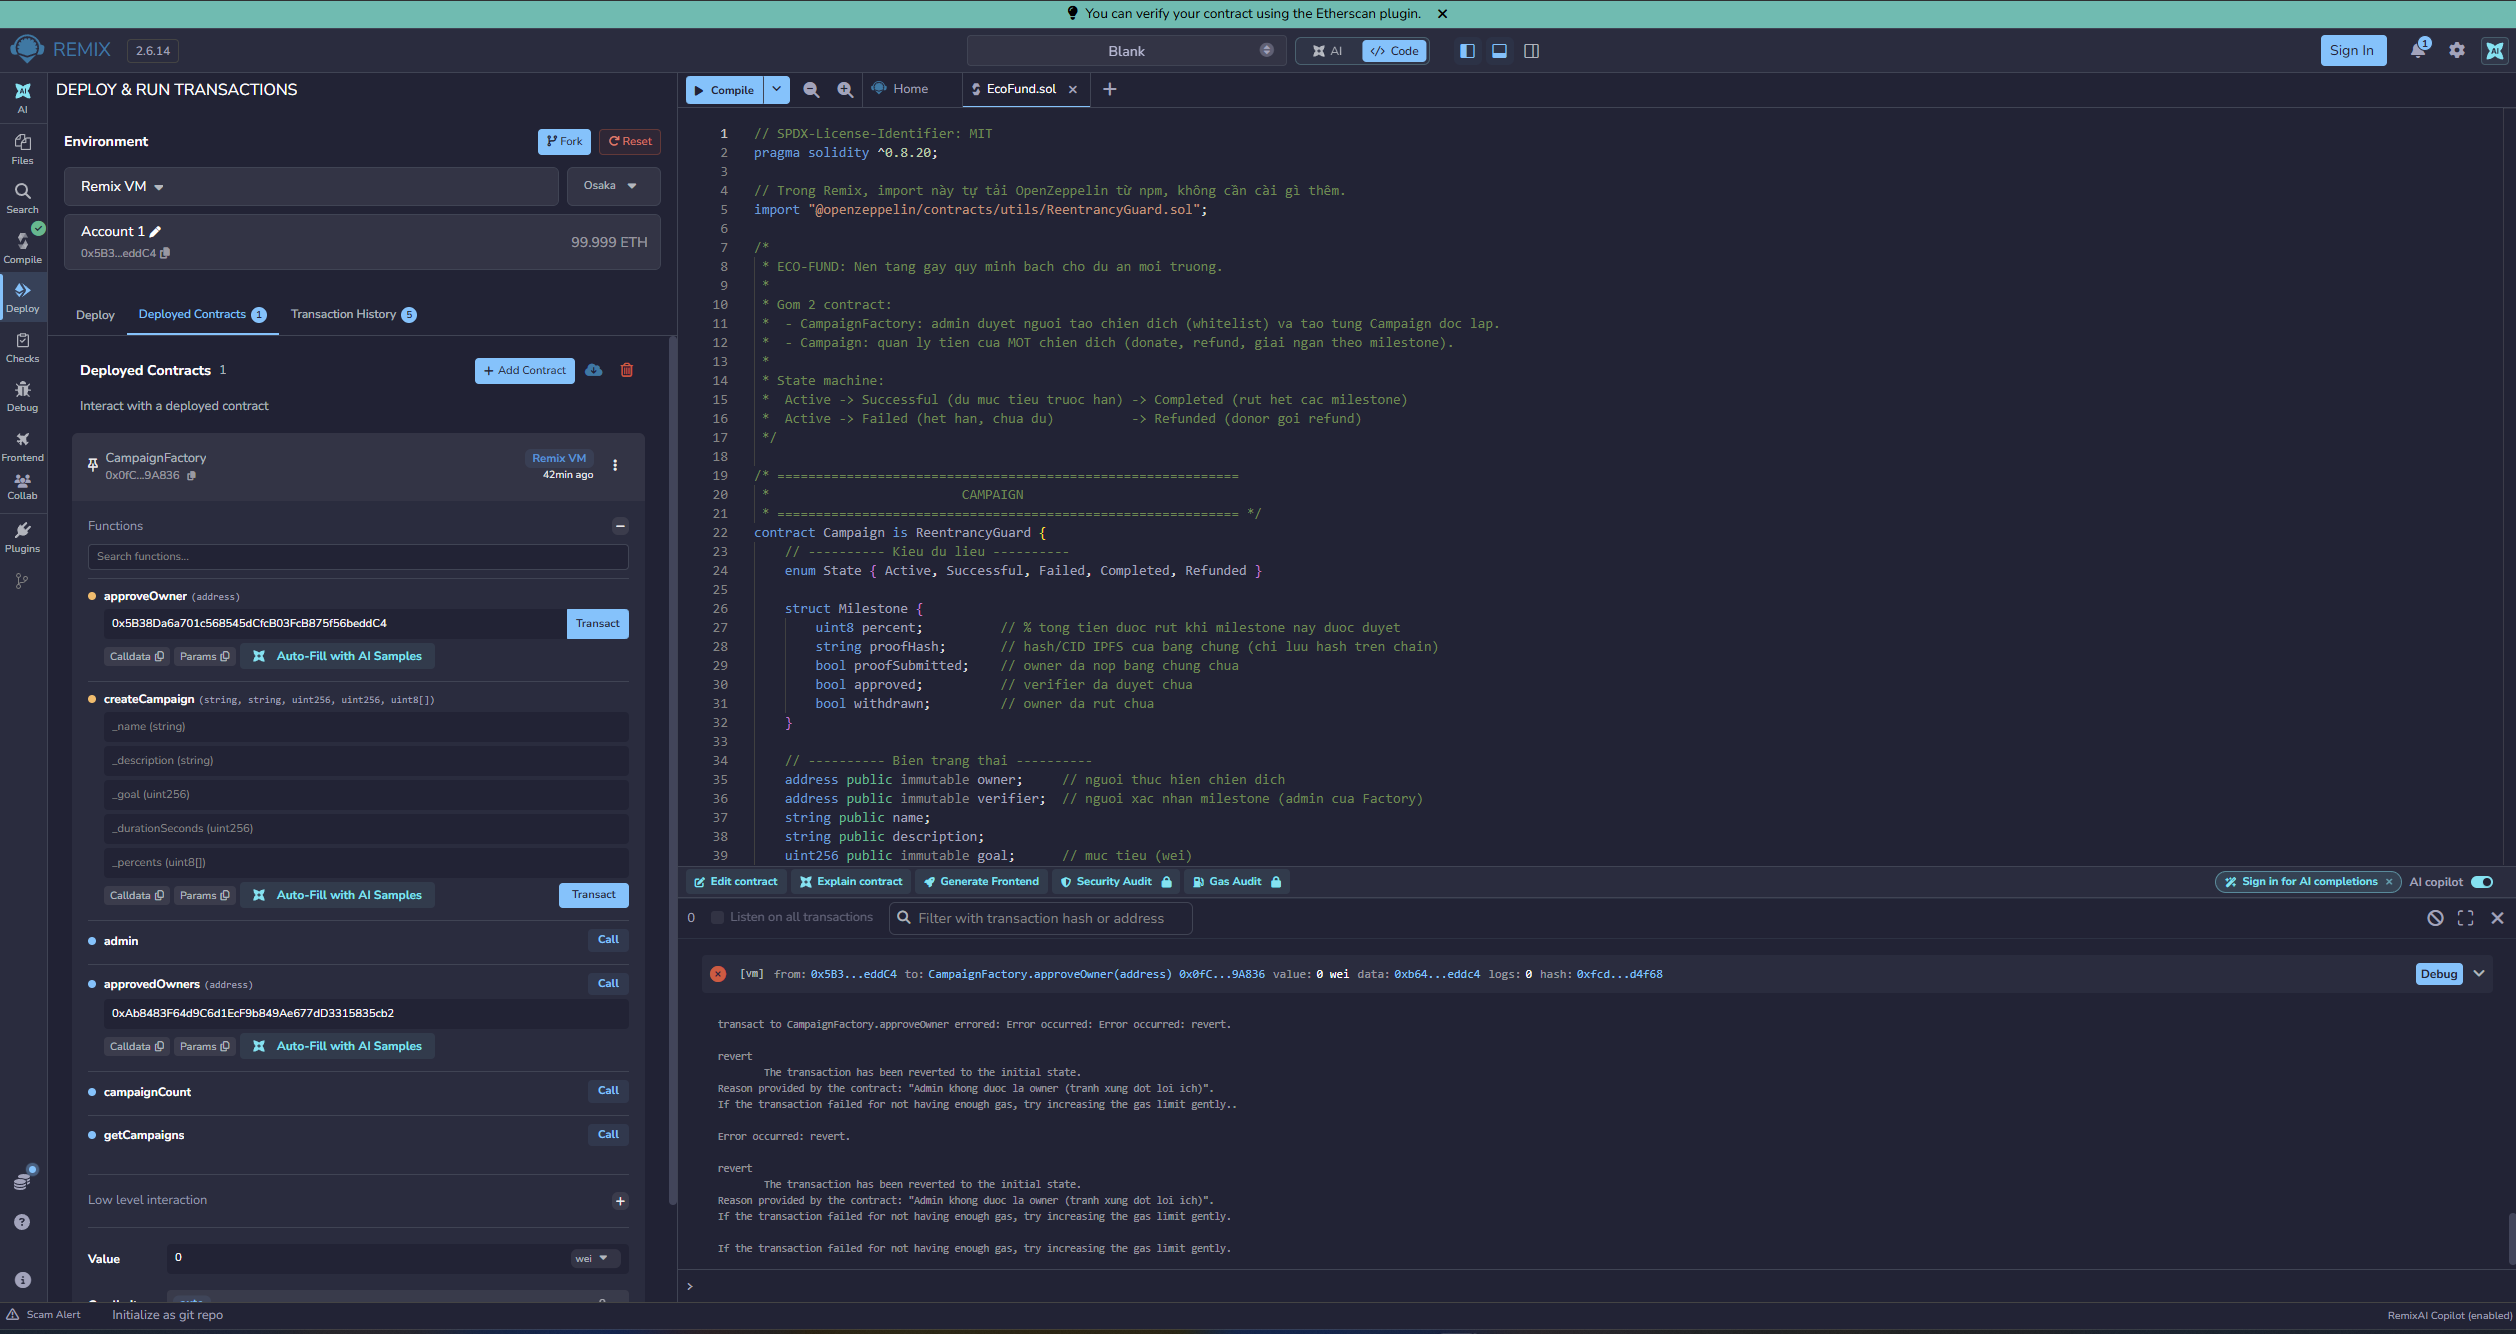 You can verify your contract using the Etherscan plugin.
REMIX 2.6.14
Blank
AI Code
Sign In
1
AI
Files
Search
Compile
Deploy
Checks
Debug
Frontend
Collab
Plugins
DEPLOY & RUN TRANSACTIONS
Environment Fork Reset
Remix VM Osaka
Account 1
0x5B3...eddC4 99.999 ETH
Deploy Deployed Contracts 1 Transaction History 5
Deployed Contracts 1 + Add Contract
Interact with a deployed contract
CampaignFactory Remix VM
0x0fC...9A836 42min ago
Functions
Search functions...
approveOwner (address)
0x5B38Da6a701c568545dCfcB03FcB875f56beddC4 Transact
Calldata Params Auto-Fill with AI Samples
createCampaign (string, string, uint256, uint256, uint8[])
_name (string)
_description (string)
_goal (uint256)
_durationSeconds (uint256)
_percents (uint8[])
Calldata Params Auto-Fill with AI Samples Transact
admin Call
approvedOwners (address) Call
0xAb8483F64d9C6d1EcF9b849Ae677dD3315835cb2
Calldata Params Auto-Fill with AI Samples
campaignCount Call
getCampaigns Call
Low level interaction
Value 0 wei
Compile Home EcoFund.sol
1 // SPDX-License-Identifier: MIT
2 pragma solidity ^0.8.20;
3
4 // Trong Remix, import này tự tải OpenZeppelin từ npm, không cần cài gì thêm.
5 import "@openzeppelin/contracts/utils/ReentrancyGuard.sol";
6
7 /*
8 * ECO-FUND: Nen tang gay quy minh bach cho du an moi truong.
9 *
10 * Gom 2 contract:
11 * - CampaignFactory: admin duyet nguoi tao chien dich (whitelist) va tao tung Campaign doc lap.
12 * - Campaign: quan ly tien cua MOT chien dich (donate, refund, giai ngan theo milestone).
13 *
14 * State machine:
15 * Active -> Successful (du muc tieu truoc han) -> Completed (rut het cac milestone)
16 * Active -> Failed (het han, chua du) -> Refunded (donor goi refund)
17 */
18
19 /* ============================================================
20 * CAMPAIGN
21 * ============================================================ */
22 contract Campaign is ReentrancyGuard {
23 // ---------- Kieu du lieu ----------
24 enum State { Active, Successful, Failed, Completed, Refunded }
25
26 struct Milestone {
27 uint8 percent; // % tong tien duoc rut khi milestone nay duoc duyet
28 string proofHash; // hash/CID IPFS cua bang chung (chi luu hash tren chain)
29 bool proofSubmitted; // owner da nop bang chung chua
30 bool approved; // verifier da duyet chua
31 bool withdrawn; // owner da rut chua
32 }
33
34 // ---------- Bien trang thai ----------
35 address public immutable owner; // nguoi thuc hien chien dich
36 address public immutable verifier; // nguoi xac nhan milestone (admin cua Factory)
37 string public name;
38 string public description;
39 uint256 public immutable goal; // muc tieu (wei)
Edit contract Explain contract Generate Frontend Security Audit Gas Audit Sign in for AI completions × AI copilot
0 Listen on all transactions Filter with transaction hash or address
[vm] from: 0x5B3...eddC4 to: CampaignFactory.approveOwner(address) 0x0fC...9A836 value: 0 wei data: 0xb64...eddc4 logs: 0 hash: 0xfcd...d4f68 Debug
transact to CampaignFactory.approveOwner errored: Error occurred: Error occurred: revert.
revert
The transaction has been reverted to the initial state.
Reason provided by the contract: "Admin khong duoc la owner (tranh xung dot loi ich)".
If the transaction failed for not having enough gas, try increasing the gas limit gently..
Error occurred: revert.
revert
The transaction has been reverted to the initial state.
Reason provided by the contract: "Admin khong duoc la owner (tranh xung dot loi ich)".
If the transaction failed for not having enough gas, try increasing the gas limit gently.
If the transaction failed for not having enough gas, try increasing the gas limit gently.
>
Scam Alert Initialize as git repo RemixAI Copilot (enabled)